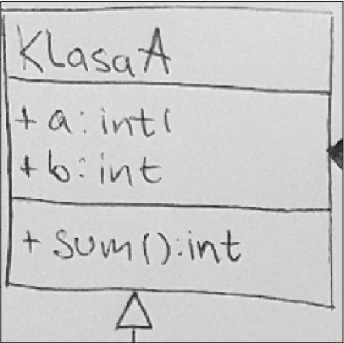 KlasaA
+ a: int(
+ b: int
+ sum():int